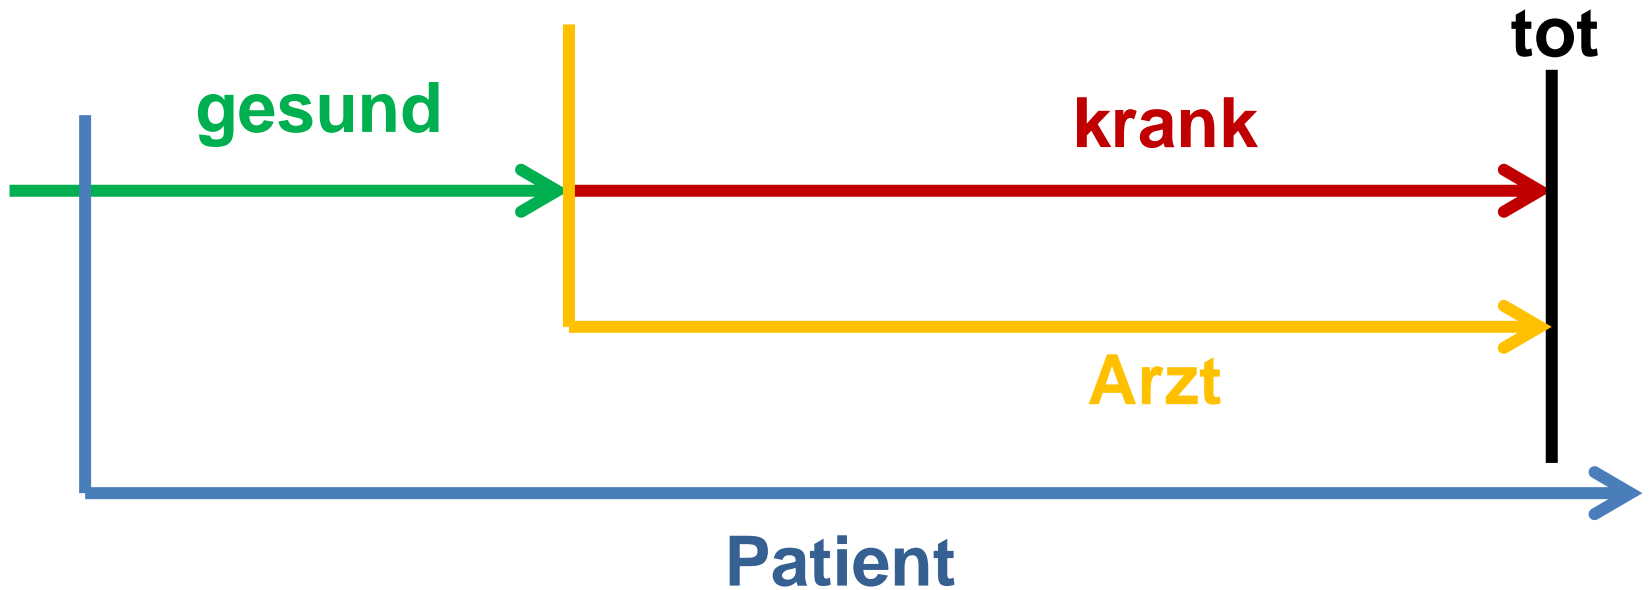 tot
gesund
krank
Arzt
Patient